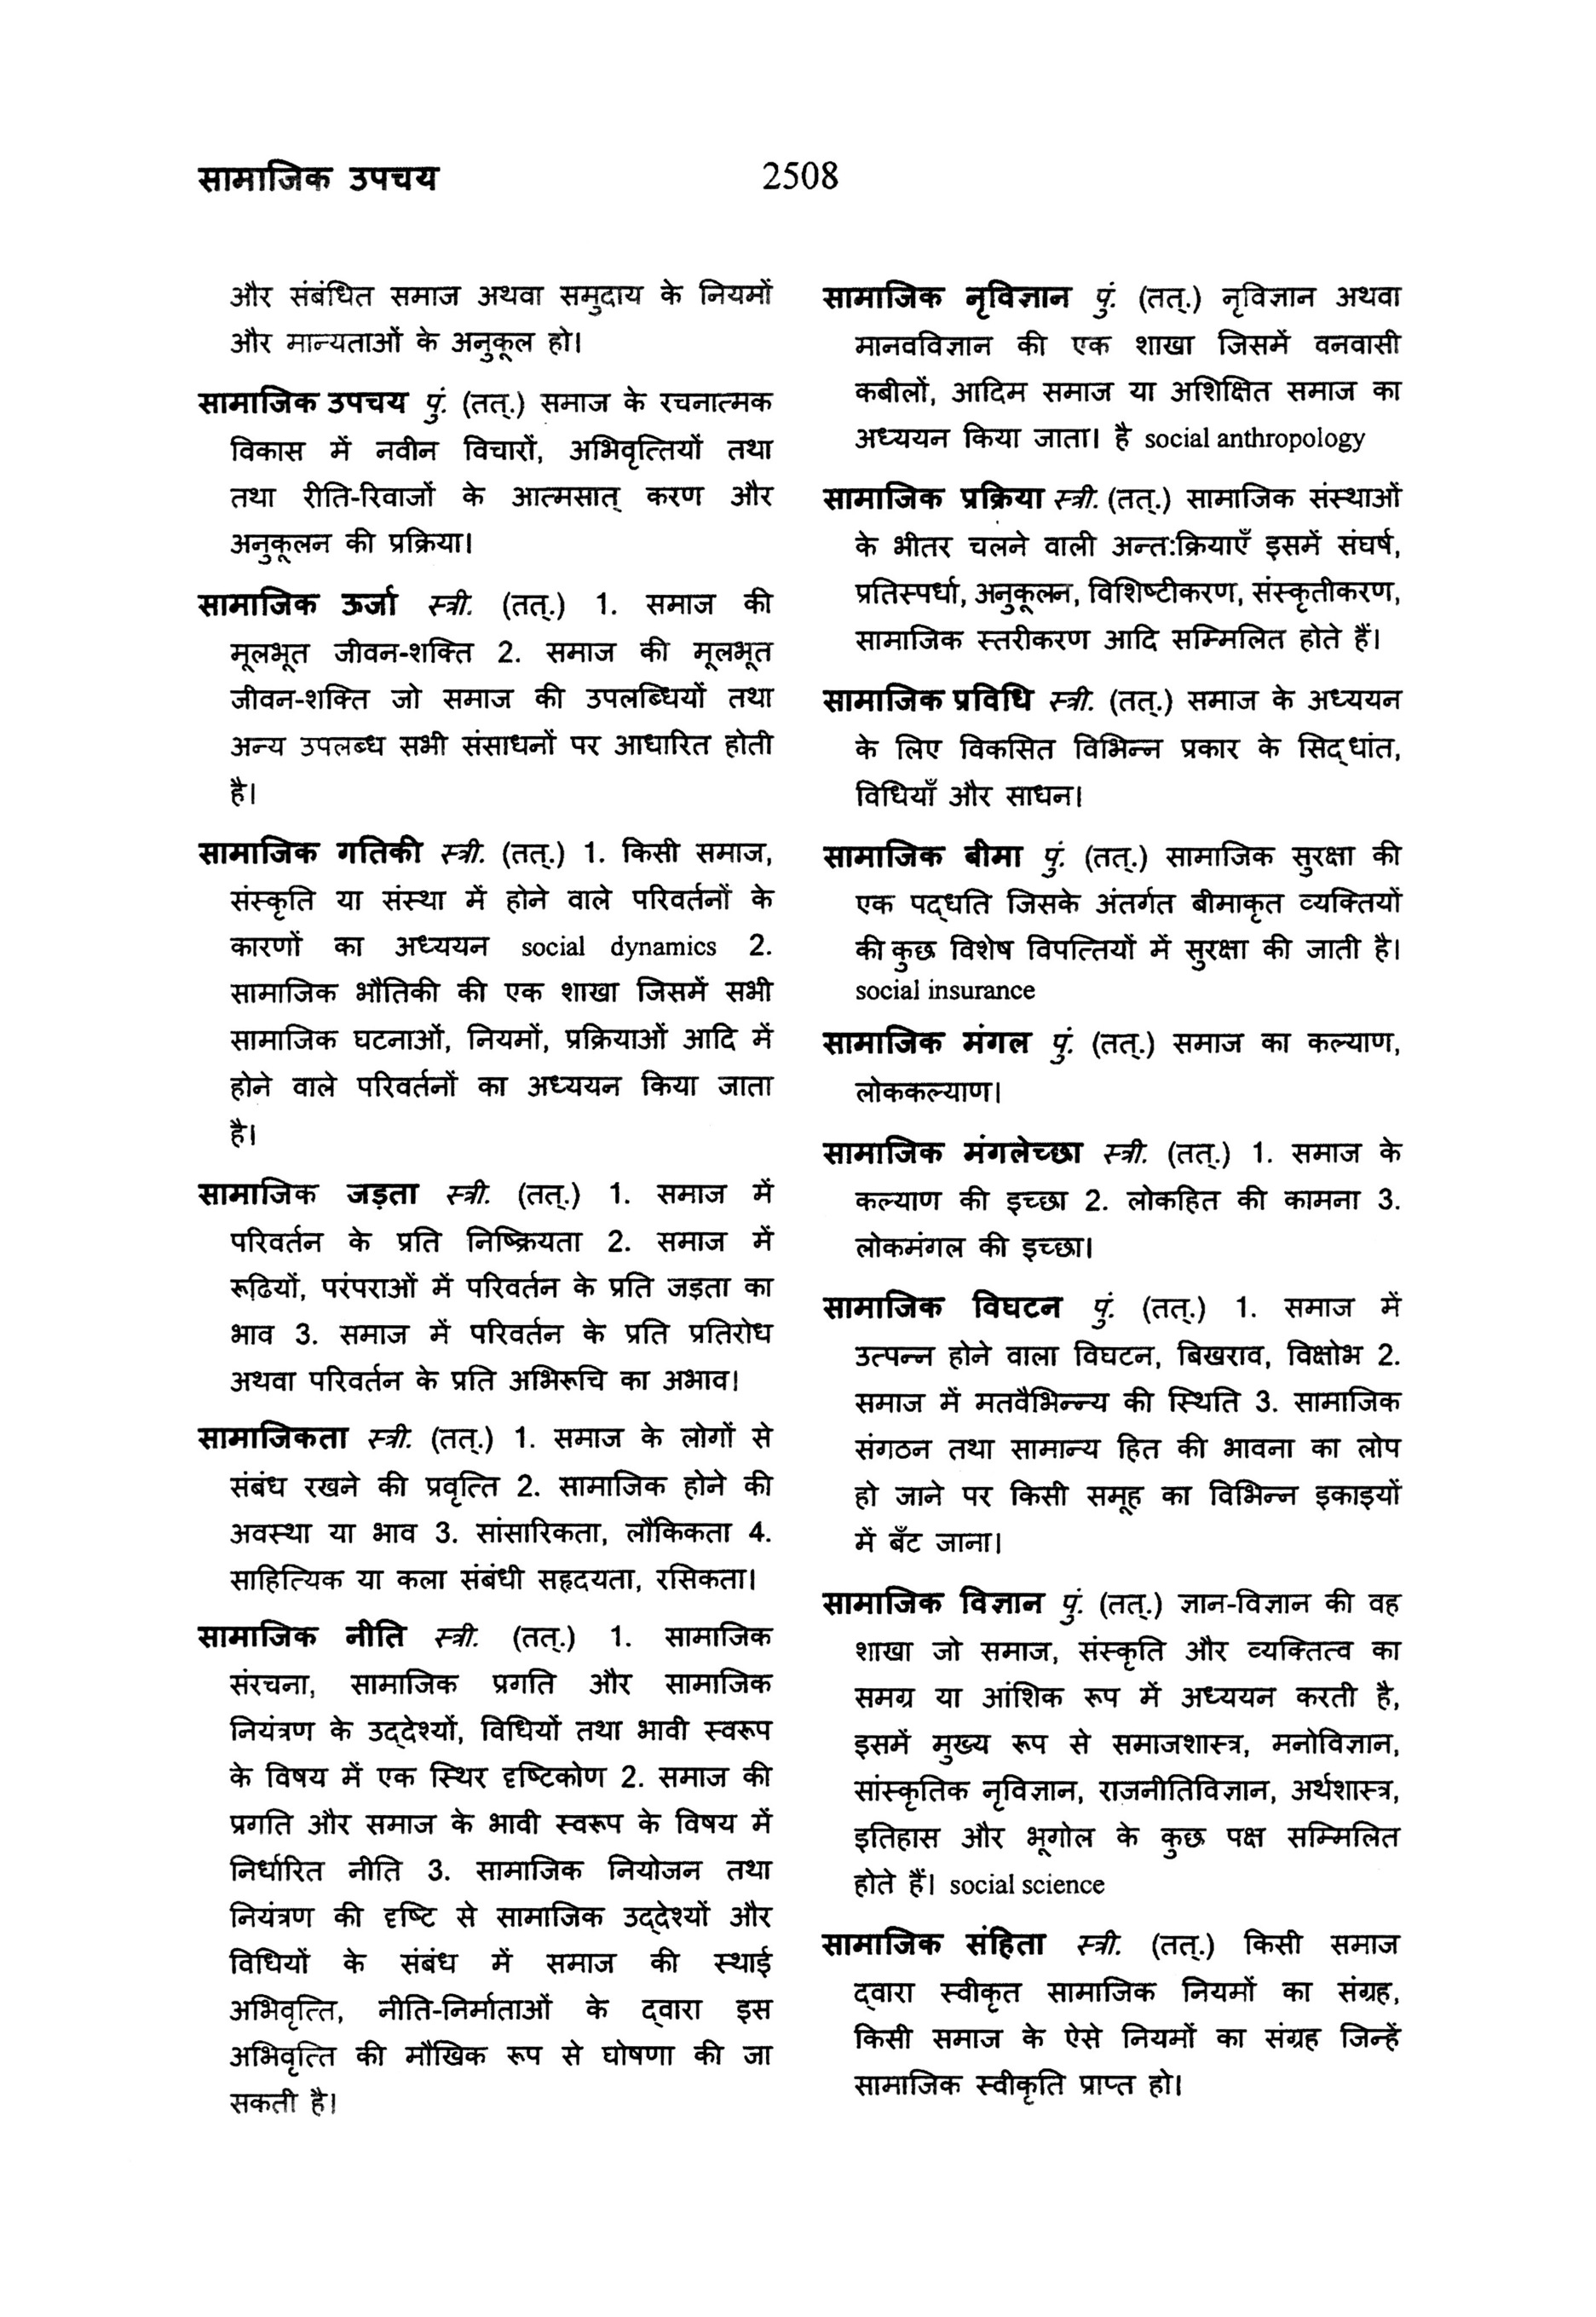 सामाजिक उपचय
2508
और संबंधित समाज अथवा समुदाय के नियमों
और मान्यताओं के अनुकूल हो।
सामाजिक उपचय पुं. (तत्.) समाज के रचनात्मक
विकास में नवीन विचारों, अभिवृत्तियों तथा
तथा रीति-रिवाजों के आत्मसात् करण और
अनुकूलन की प्रक्रिया।
सामाजिक ऊर्जा स्त्री. (तत्.) 1. समाज की
मूलभूत जीवन-शक्ति 2. समाज की मूलभूत
जीवन-शक्ति जो समाज की उपलब्धियों तथा
अन्य उपलब्ध सभी संसाधनों पर आधारित होती
है।
सामाजिक गतिकी स्त्री. (तत्.) 1. किसी समाज,
संस्कृति या संस्था में होने वाले परिवर्तनों के
कारणों का अध्ययन social dynamics 2.
सामाजिक भौतिकी की एक शाखा जिसमें सभी
सामाजिक घटनाओं, नियमों, प्रक्रियाओं आदि में
होने वाले परिवर्तनों का अध्ययन किया जाता
है।
सामाजिक जड़ता स्त्री. (तत्.) 1. समाज में
परिवर्तन के प्रति निष्क्रियता 2. समाज में
रूढियों, परंपराओं में परिवर्तन के प्रति जड़ता का
भाव 3. समाज में परिवर्तन के प्रति प्रतिरोध
अथवा परिवर्तन के प्रति अभिरूचि का अभाव।
सामाजिकता स्त्री. (तत्.) 1. समाज के लोगों से
संबंध रखने की प्रवृत्ति 2. सामाजिक होने की
अवस्था या भाव 3. सांसारिकता, लौकिकता 4.
साहित्यिक या कला संबंधी सहृदयता, रसिकता।
सामाजिक नीति स्त्री. (तत्.) 1. सामाजिक
संरचना, सामाजिक प्रगति और सामाजिक
नियंत्रण के उद्देश्यों, विधियों तथा भावी स्वरूप
के विषय में एक स्थिर दृष्टिकोण 2. समाज की
प्रगति और समाज के भावी स्वरूप के विषय में
निर्धारित नीति 3. सामाजिक नियोजन तथा
नियंत्रण की दृष्टि से सामाजिक उद्देश्यों और
विधियों के संबंध में समाज की स्थाई
अभिवृत्ति, नीति-निर्माताओं के द्वारा इस
अभिवृत्ति की मौखिक रूप से घोषणा की जा
सकती है।
सामाजिक नृविज्ञान पुं. (तत्.) नृविज्ञान अथवा
मानवविज्ञान की एक शाखा जिसमें वनवासी
कबीलों, आदिम समाज या अशिक्षित समाज का
अध्ययन किया जाता। है social anthropology
सामाजिक प्रक्रिया स्त्री. (तत्.) सामाजिक संस्थाओं
के भीतर चलने वाली अन्त:क्रियाएँ इसमें संघर्ष,
प्रतिस्पर्धा, अनुकूलन, विशिष्टीकरण, संस्कृतीकरण,
सामाजिक स्तरीकरण आदि सम्मिलित होते हैं।
सामाजिक प्रविधि स्त्री. (तत्.) समाज के अध्ययन
के लिए विकसित विभिन्न प्रकार के सिद्धांत,
विधियाँ और साधन।
सामाजिक बीमा पुं. (तत्.) सामाजिक सुरक्षा की
एक पद्धति जिसके अंतर्गत बीमाकृत व्यक्तियों
की कुछ विशेष विपत्तियों में सुरक्षा की जाती है।
social insurance
सामाजिक मंगल पुं. (तत्.) समाज का कल्याण,
लोककल्याण।
सामाजिक मंगलेच्छा स्त्री. (तत्.) 1. समाज के
कल्याण की इच्छा 2. लोकहित की कामना 3.
लोकमंगल की इच्छा।
सामाजिक विघटन पुं. (तत्.) 1. समाज में
उत्पन्न होने वाला विघटन, बिखराव, विक्षोभ 2.
समाज में मतवैभिन्न्य की स्थिति 3. सामाजिक
संगठन तथा सामान्य हित की भावना का लोप
हो जाने पर किसी समूह का विभिन्न इकाइयों
में बँट जाना।
सामाजिक विज्ञान पुं. (तत्.) ज्ञान-विज्ञान की वह
शाखा जो समाज, संस्कृति और व्यक्तित्व का
समग्र या आंशिक रूप में अध्ययन करती है,
इसमें मुख्य रूप से समाजशास्त्र, मनोविज्ञान,
सांस्कृतिक नृविज्ञान, राजनीतिविज्ञान, अर्थशास्त्र,
इतिहास और भूगोल के कुछ पक्ष सम्मिलित
होते हैं। social science
सामाजिक संहिता स्त्री. (तत्.) किसी समाज
द्वारा स्वीकृत सामाजिक नियमों का संग्रह,
किसी समाज के ऐसे नियमों का संग्रह जिन्हें
सामाजिक स्वीकृति प्राप्त हो।